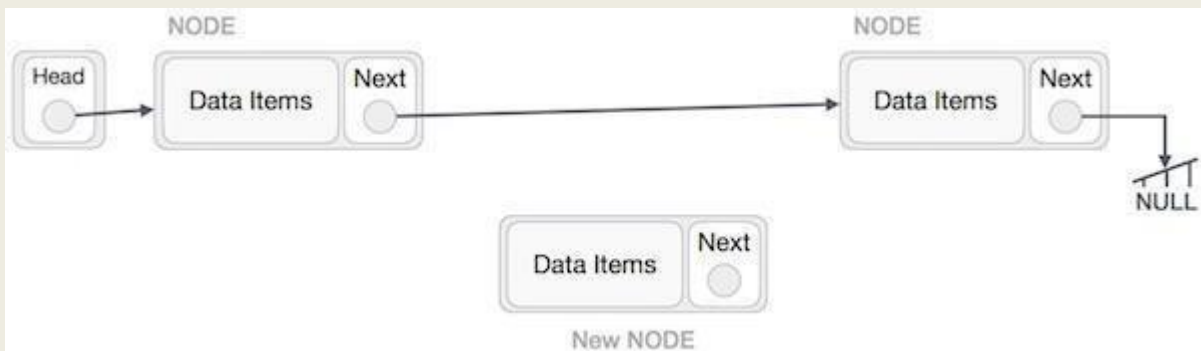 NODE
NODE
Head
Data Items
Next
Data Items
Next
NULL
Data Items
Next
New NODE